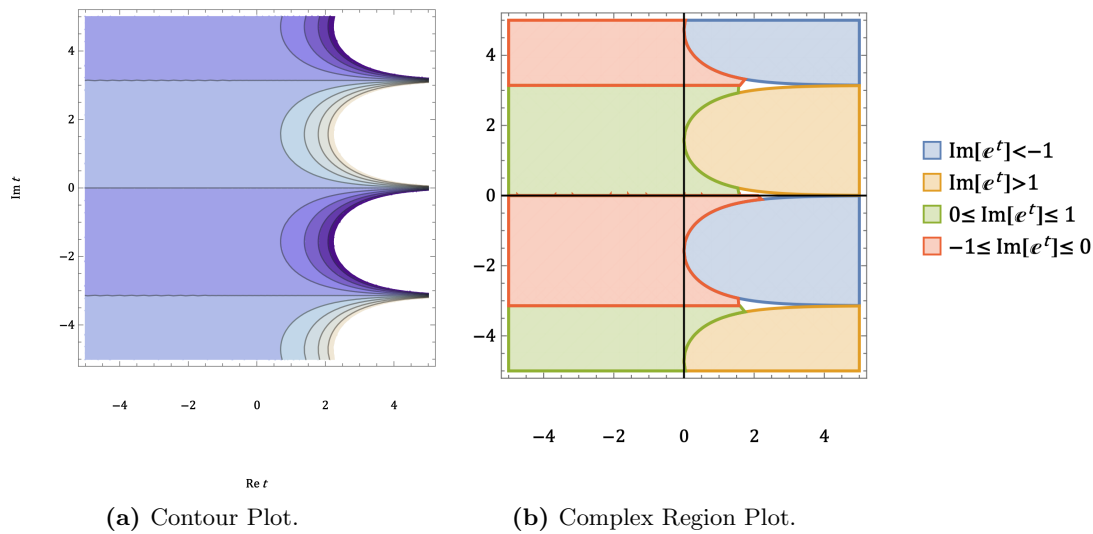 4
2
0
−2
−4
Im t
−4 −2 0 2 4
Re t
(a) Contour Plot.
4
2
0
−2
−4
−4 −2 0 2 4
Im[ⅇ^t]<−1
Im[ⅇ^t]>1
0≤ Im[ⅇ^t]≤ 1
−1≤ Im[ⅇ^t]≤ 0
(b) Complex Region Plot.